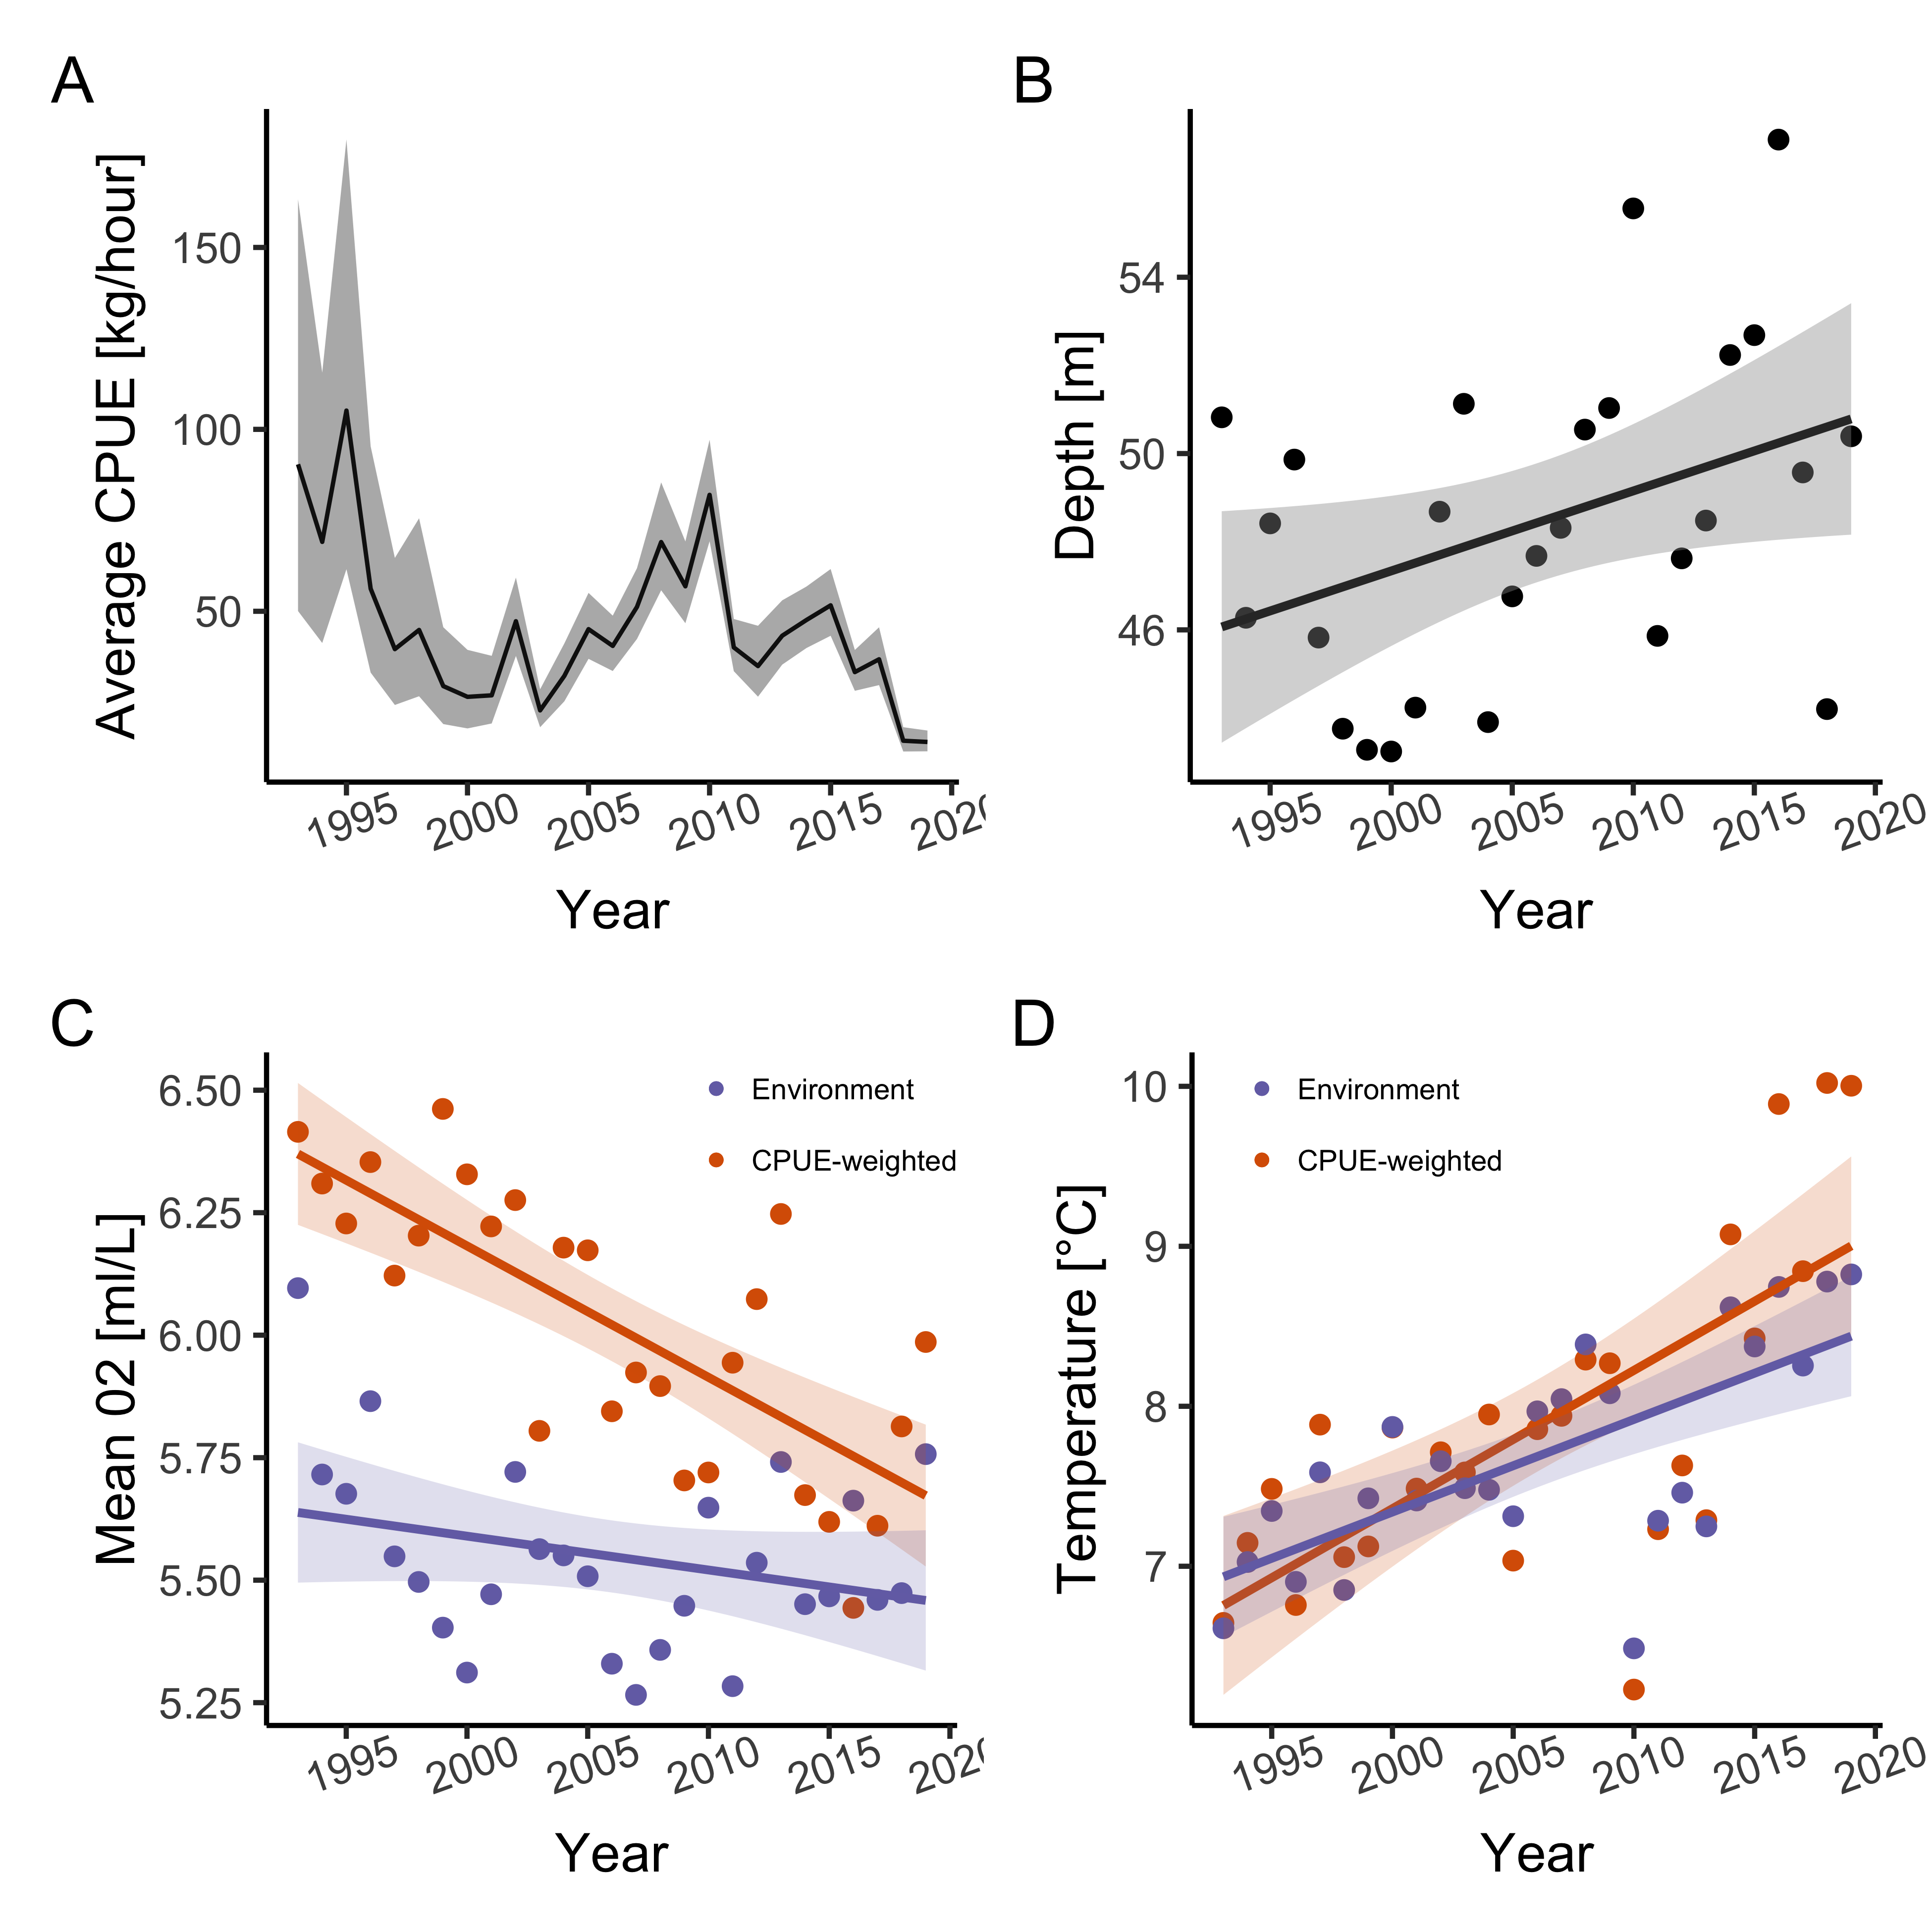 A
Average CPUE [kg/hour]
150
100
50
1995 2000 2005 2010 2015 202
Year
B
Depth [m]
54
50
46
1995 2000 2005 2010 2015 2020
Year
C
Mean 02 [ml/L]
6.50
6.25
6.00
5.75
5.50
5.25
Environment
CPUE-weighted
1995 2000 2005 2010 2015 202
Year
D
Temperature [°C]
10
9
8
7
Environment
CPUE-weighted
1995 2000 2005 2010 2015 2020
Year